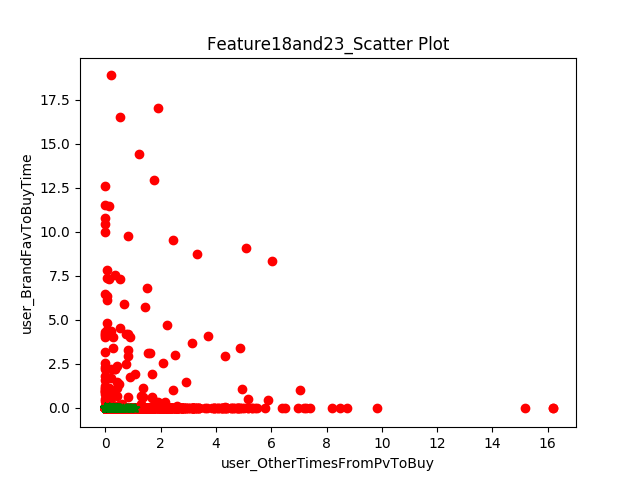 Feature18and23_Scatter Plot
user_BrandFavToBuyTime
17.5
15.0
12.5
10.0
7.5
5.0
2.5
0.0
0 2 4 6 8 10 12 14 16
user_OtherTimesFromPvToBuy